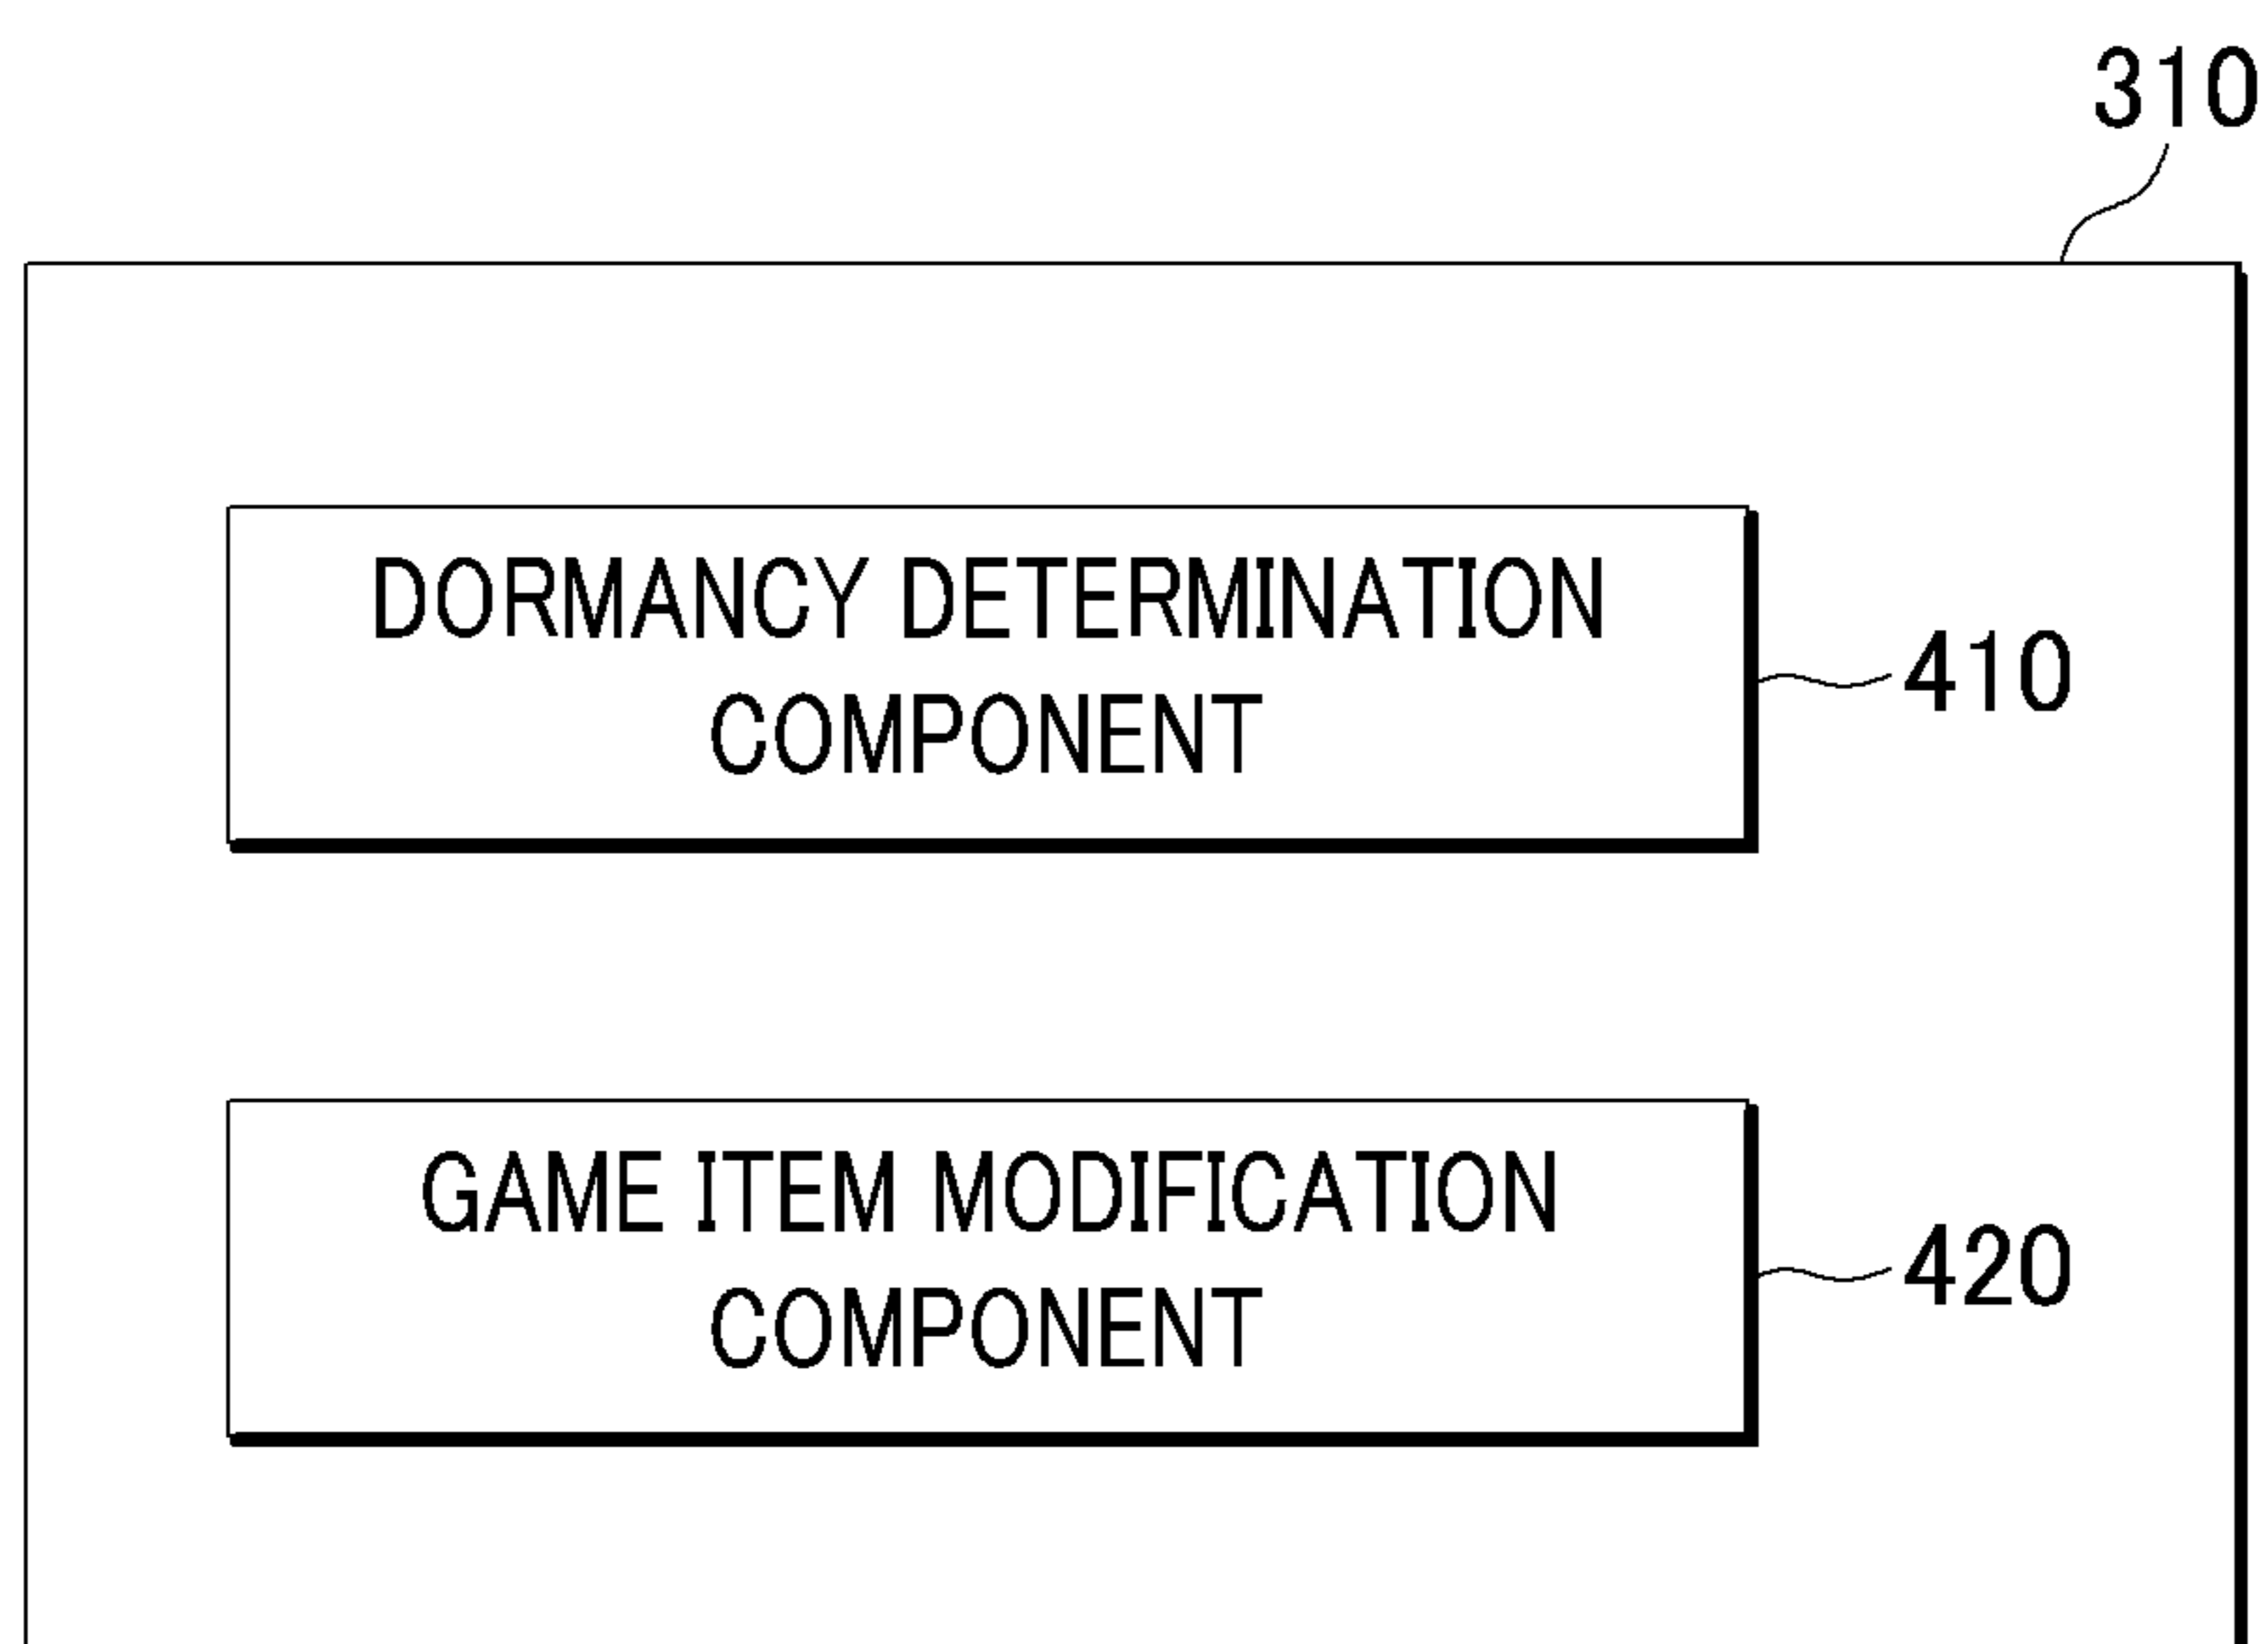 310
DORMANCY DETERMINATION
COMPONENT
410
GAME ITEM MODIFICATION
COMPONENT
420